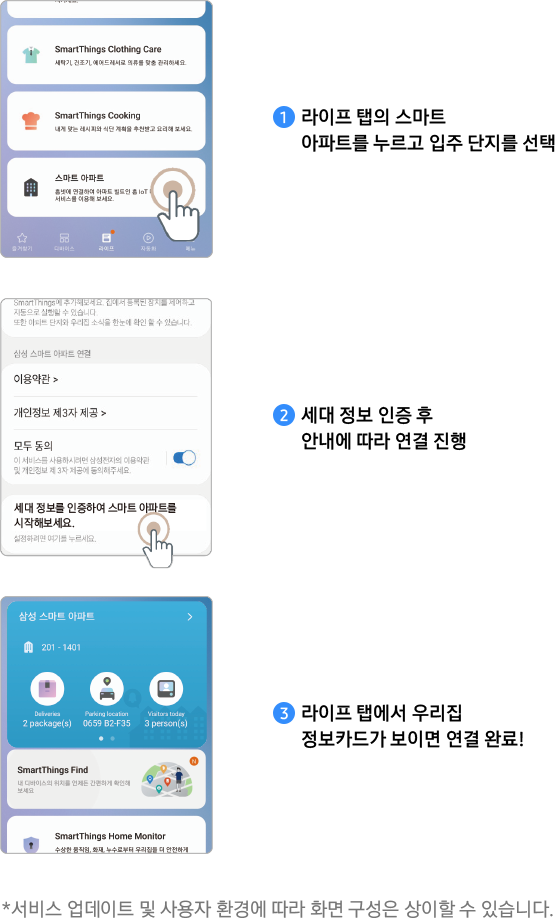 SmartThings Clothing Care
세탁기, 건조기, 에어드레서로 의류를 맞춤 관리하세요.
SmartThings Cooking
내게 맞는 레시피와 식단 계획을 추천받고 요리해 보세요.
스마트 아파트
홈넷에 연결하여 아파트 빌트인 홈 IoT
서비스를 이용해 보세요.
즐겨찾기
디바이스
라이프
자동화
메뉴
1 라이프 탭의 스마트
아파트를 누르고 입주 단지를 선택
SmartThings에 추가해보세요. 집에서 등록된 장치를 제어하고
자동으로 실행될 수 있습니다.
또한 아파트 단지와 우리집 소식을 한눈에 확인 할 수 있습니다.
삼성 스마트 아파트 연결
이용약관 >
개인정보 제3자 제공 >
모두 동의
이 서비스를 사용하시려면 삼성전자의 이용약관
및 개인정보 제 3자 제공에 동의해주세요.
세대 정보를 인증하여 스마트 아파트를
시작해보세요.
설정하려면 여기를 누르세요.
2 세대 정보 인증 후
안내에 따라 연결 진행
삼성 스마트 아파트 >
201 - 1401
Deliveries
2 package(s)
Parking location
0659 B2-F35
Visitors today
3 person(s)
SmartThings Find
N
내 디바이스의 위치를 언제든 간편하게 확인해
보세요
SmartThings Home Monitor
수상한 움직임, 화재, 누수로부터 우리집을 더 안전하게
3 라이프 탭에서 우리집
정보카드가 보이면 연결 완료!
*서비스 업데이트 및 사용자 환경에 따라 화면 구성은 상이할 수 있습니다.